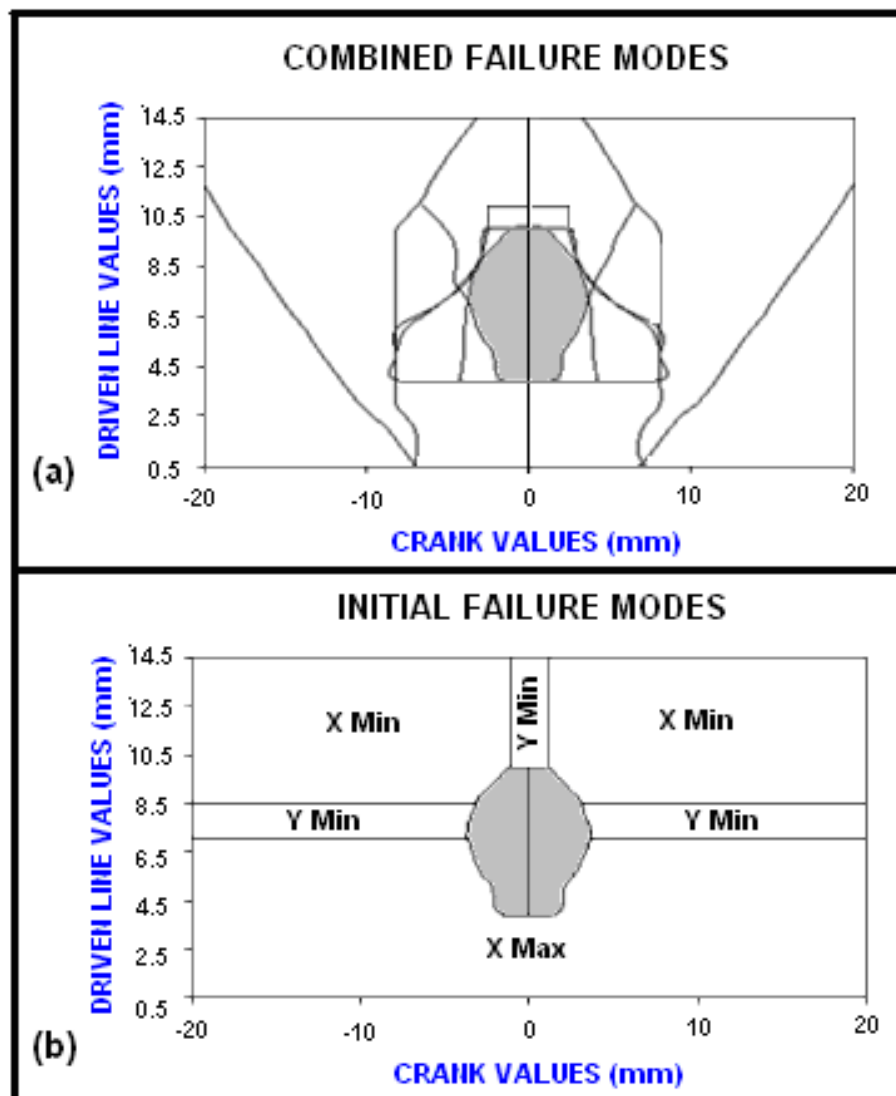 COMBINED FAILURE MODES
DRIVEN LINE VALUES (mm)
14.5
12.5
10.5
8.5
6.5
4.5
2.5
0.5
-20
-10
0
10
20
CRANK VALUES (mm)
(a)
INITIAL FAILURE MODES
DRIVEN LINE VALUES (mm)
14.5
12.5
10.5
8.5
6.5
4.5
2.5
0.5
X Min
Y Min
X Min
Y Min
Y Min
X Max
-20
-10
0
10
20
CRANK VALUES (mm)
(b)